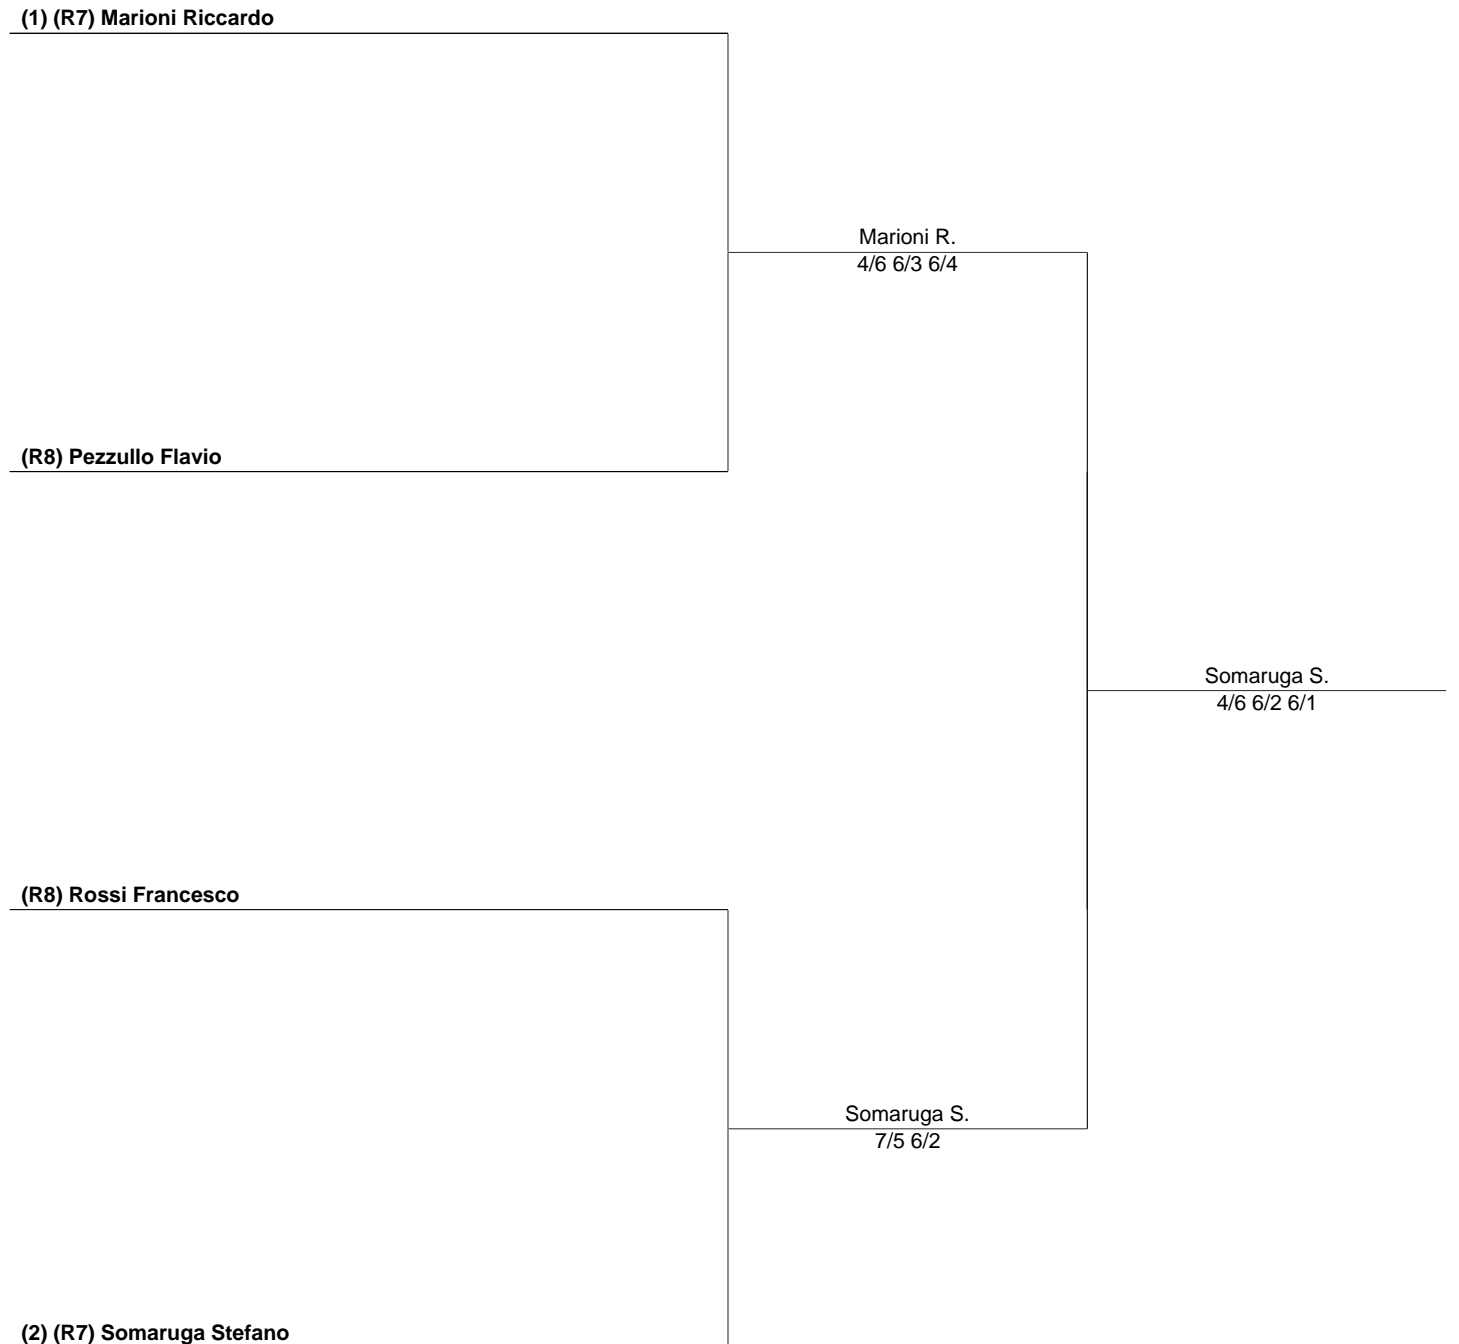 (1) (R7) Marioni Riccardo
Marioni R.
4/6 6/3 6/4
(R8) Pezzullo Flavio
Somaruga S.
4/6 6/2 6/1
(R8) Rossi Francesco
Somaruga S.
7/5 6/2
(2) (R7) Somaruga Stefano